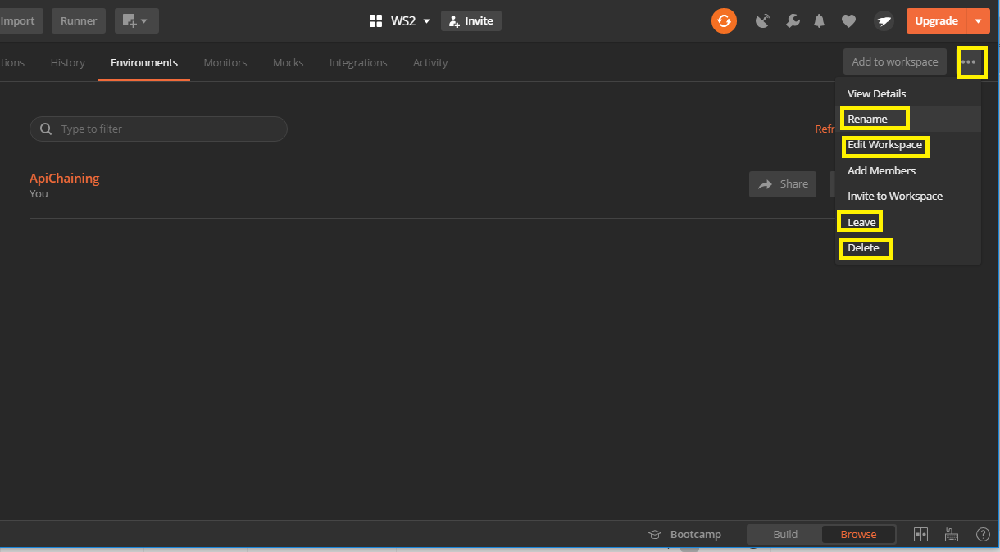 Import Runner WS2 Invite Upgrade
tions History Environments Monitors Mocks Integrations Activity Add to workspace
View Details
Type to filter
Refr
Rename
Edit Workspace
Add Members
Invite to Workspace
Leave
Delete
ApiChaining
You
Share
Bootcamp Build Browse